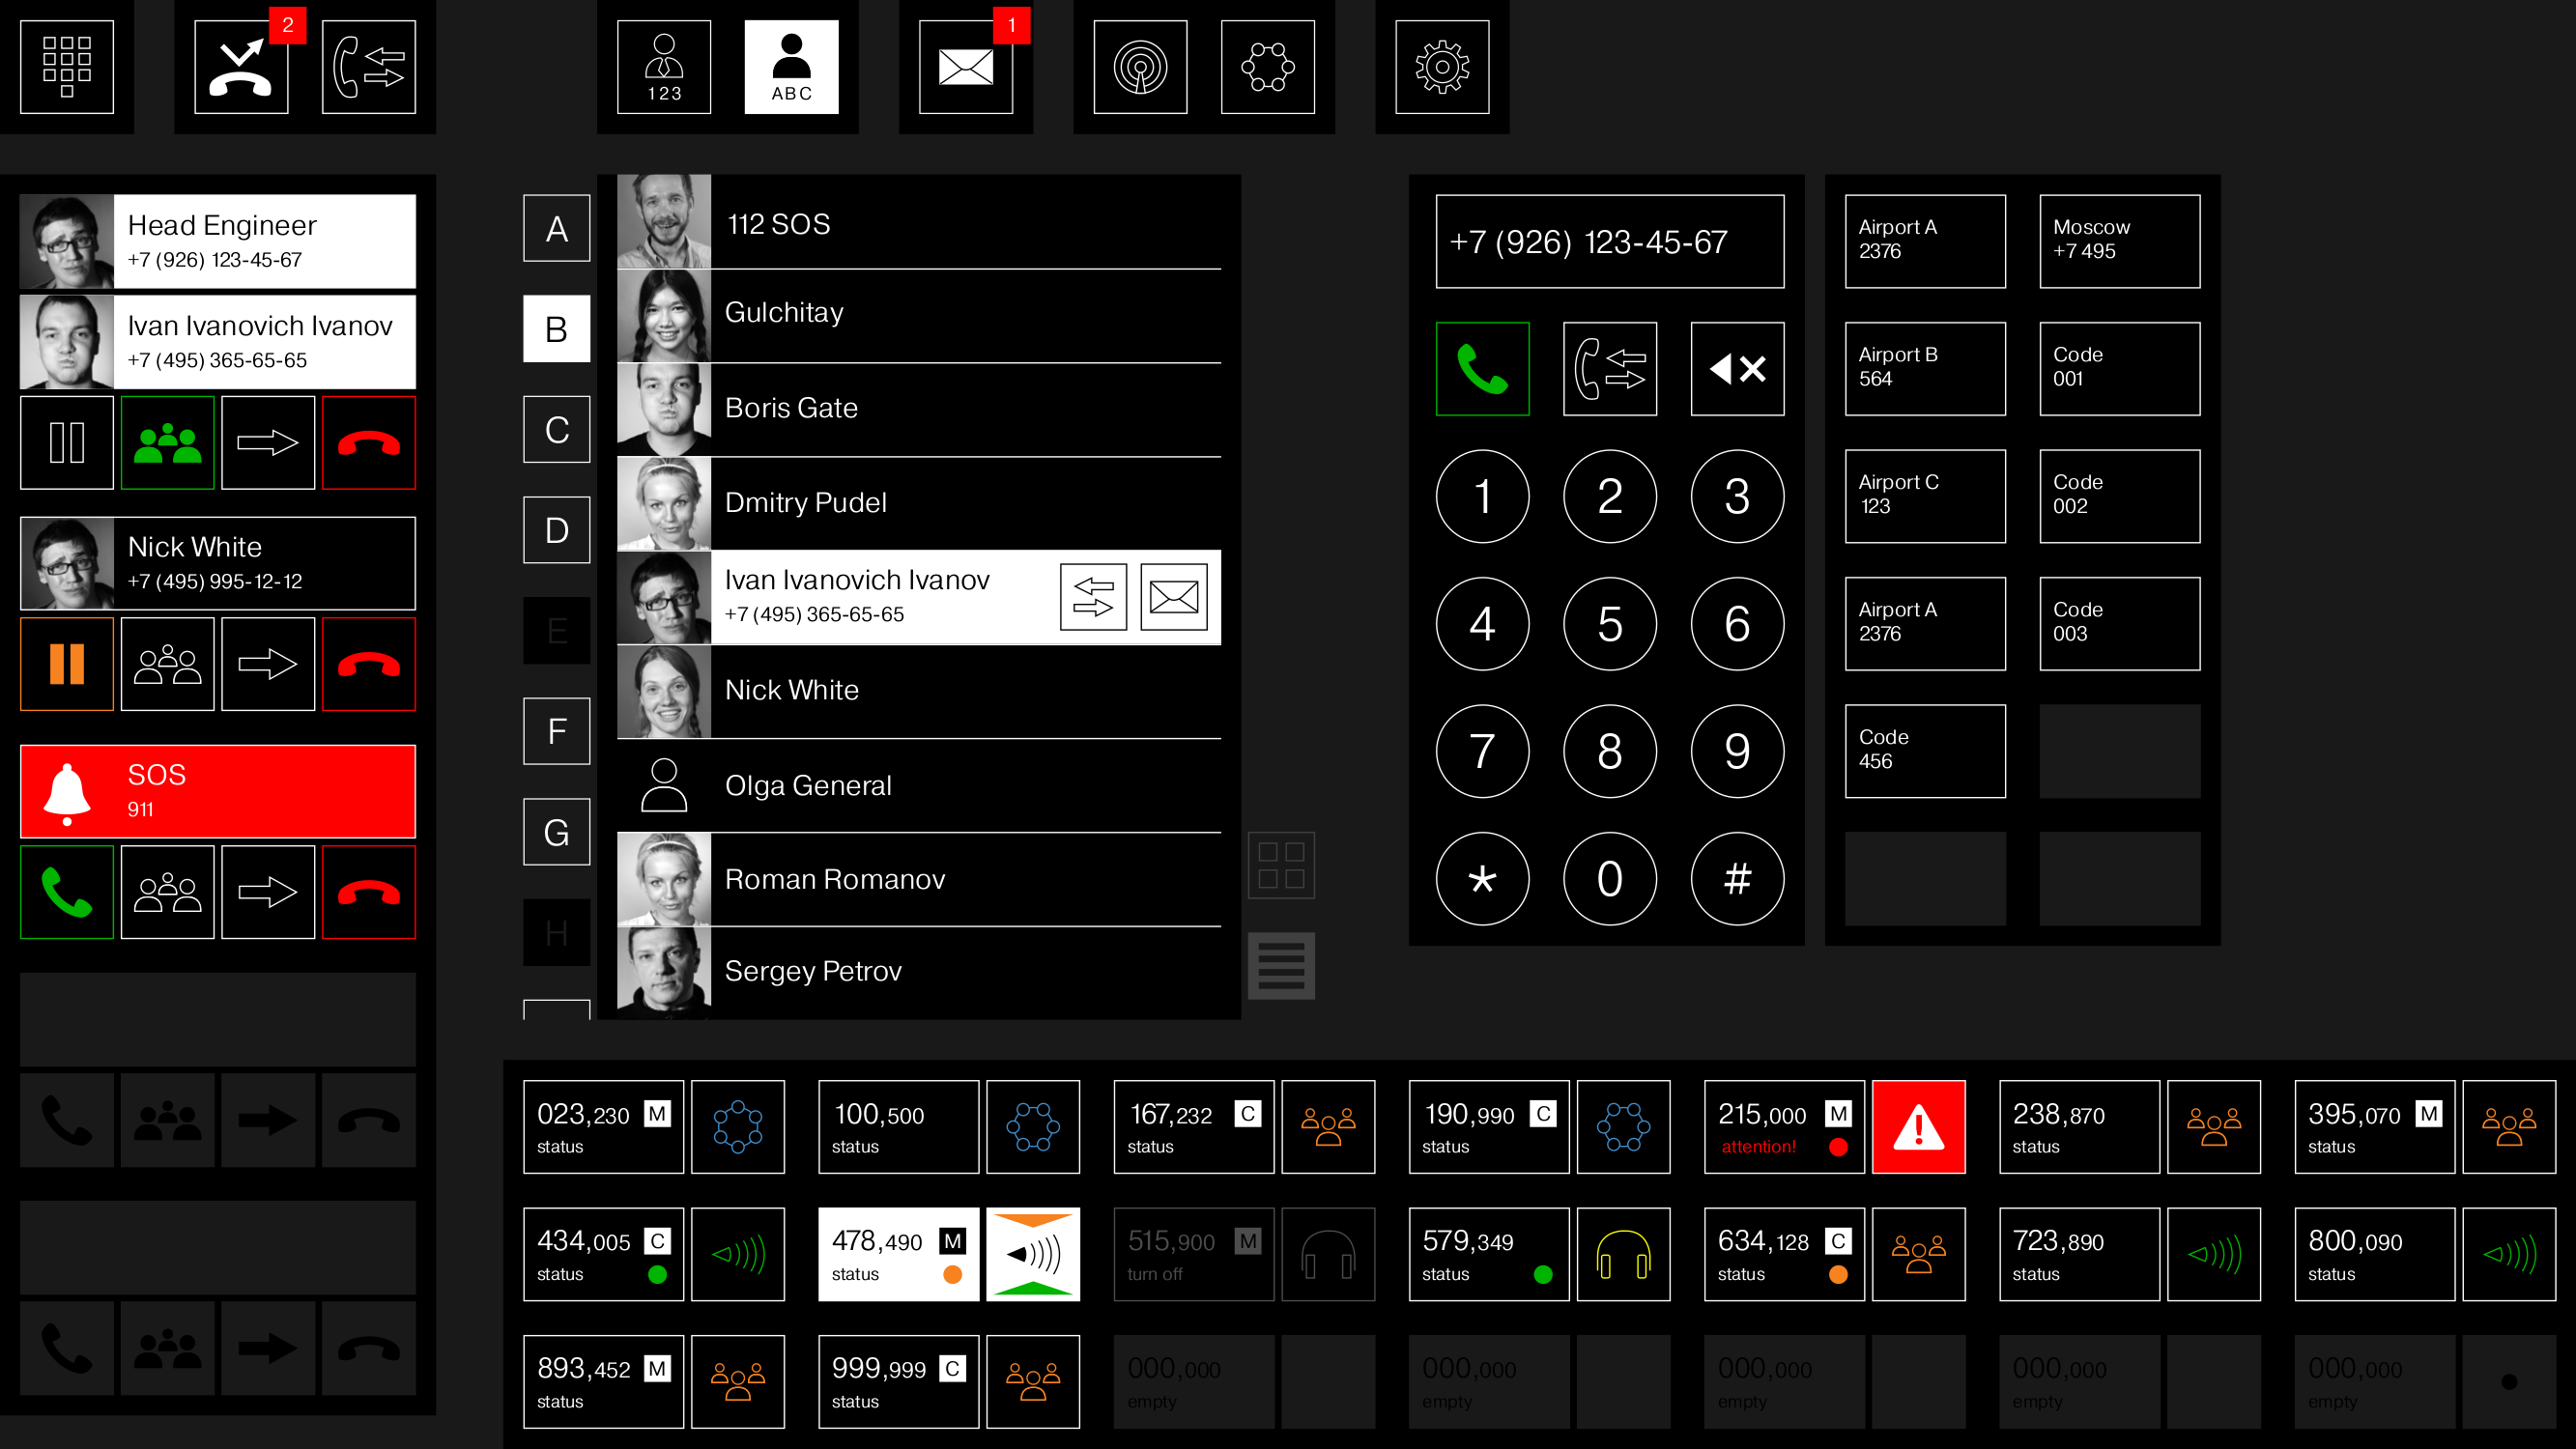 2
1
123
ABC
Head Engineer
+7 (926) 123-45-67
Ivan Ivanovich Ivanov
+7 (495) 365-65-65
Nick White
+7 (495) 995-12-12
SOS
911
A
B
C
D
E
F
G
H
112 SOS
Gulchitay
Boris Gate
Dmitry Pudel
Ivan Ivanovich Ivanov
+7 (495) 365-65-65
Nick White
Olga General
Roman Romanov
Sergey Petrov
+7 (926) 123-45-67
1 2 3
4 5 6
7 8 9
* 0 #
Airport A
2376
Moscow
+7 495
Airport B
564
Code
001
Airport C
123
Code
002
Airport A
2376
Code
003
Code
456
023,230 M
status
100,500
status
167,232 C
status
190,990 C
status
215,000 M
attention!
238,870
status
395,070 M
status
434,005 C
status
478,490 M
status
515,900 M
turn off
579,349
status
634,128 C
status
723,890
status
800,090
status
893,452 M
status
999,999 C
status
000,000
empty
000,000
empty
000,000
empty
000,000
empty
000,000
empty